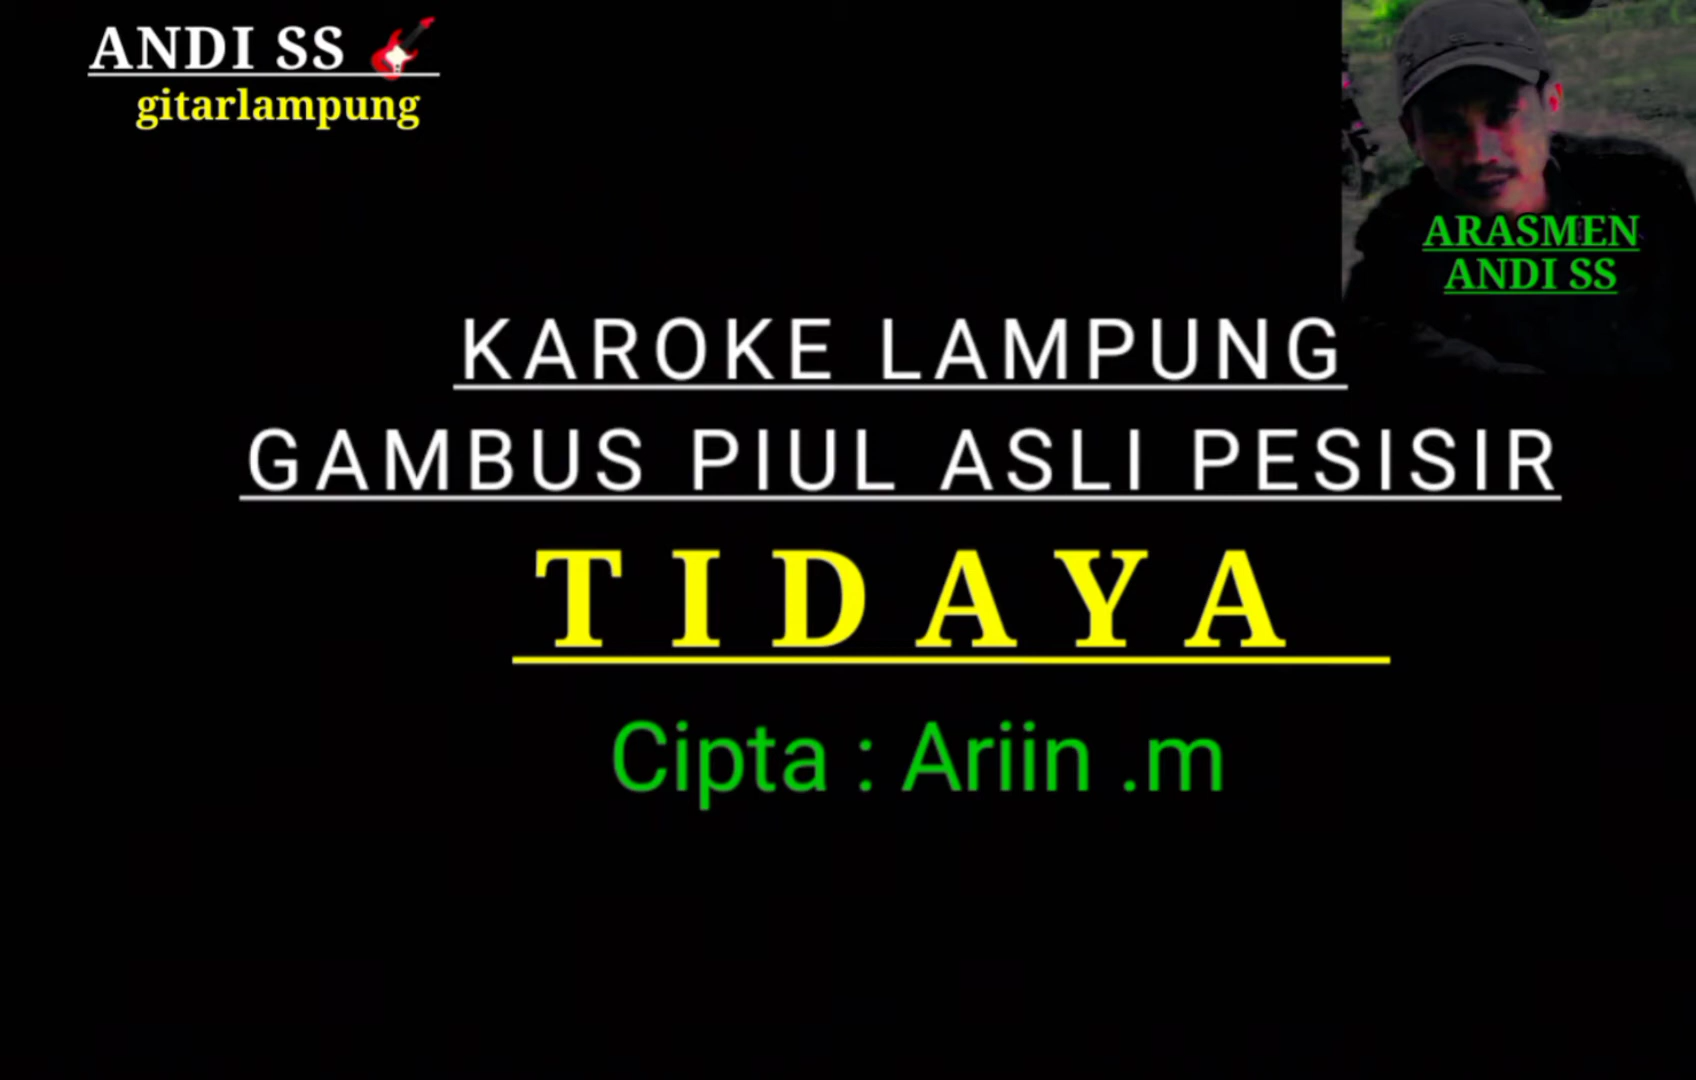 ANDI SS
gitarlampung
ARASMEN
ANDI SS
KAROKE LAMPUNG
GAMBUS PIUL ASLI PESISIR
TIDAYA
Cipta : Ariin .m